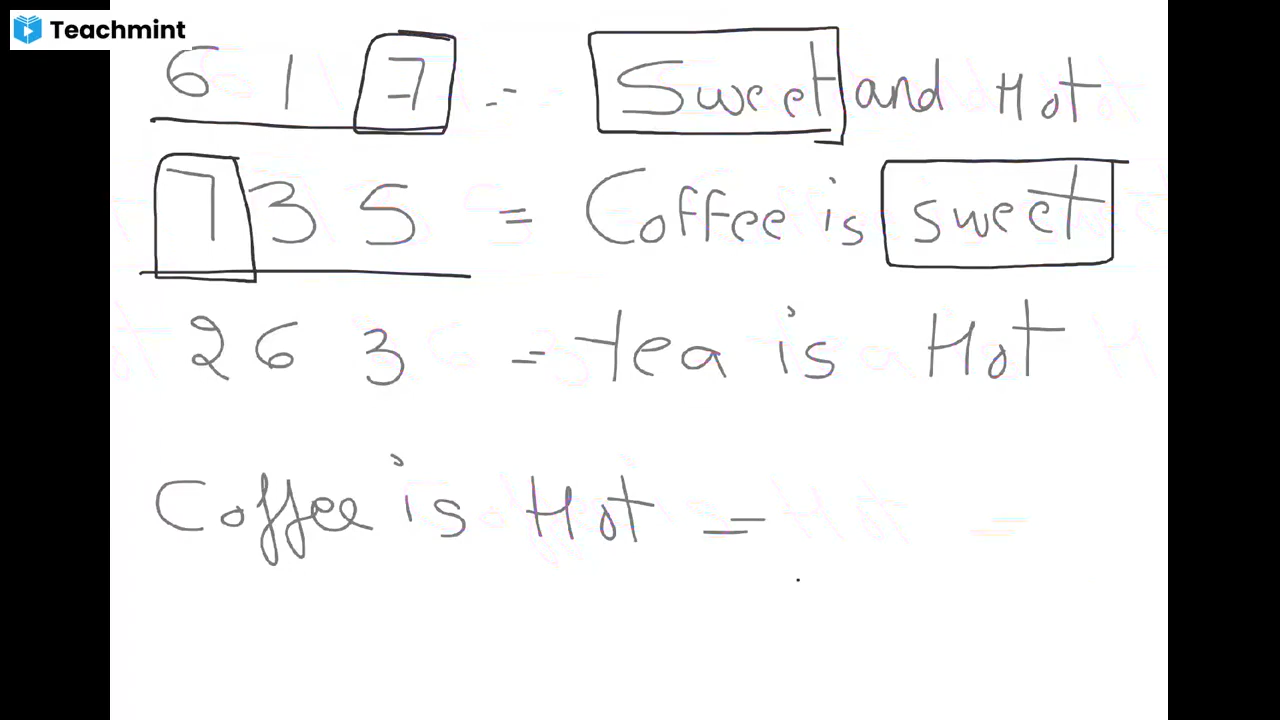 Teachmint
6 1 7 = Sweet and Hot
7 3 5 = Coffee is sweet
2 6 3 = tea is Hot
Coffee is Hot =